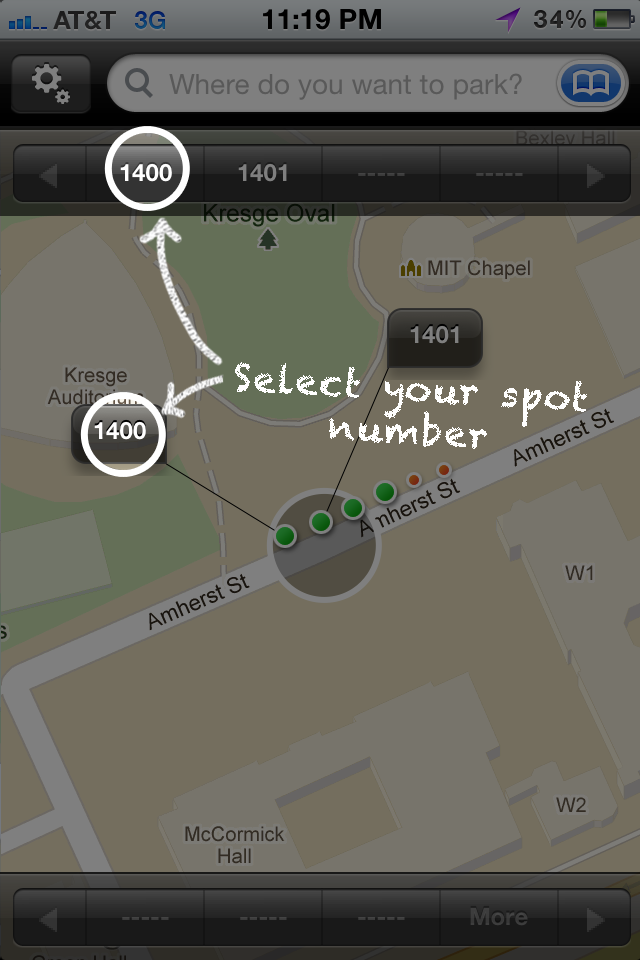 AT&T 3G 11:19 PM 34%
Where do you want to park?
Bexley Hall
1400 1401 ----- -----
Kresge Oval
MIT Chapel
1401
Kresge
Auditorium
Select your spot
number
1400
Amherst St
Amherst St
W1
Amherst St
W2
McCormick
Hall
----- ----- ----- More